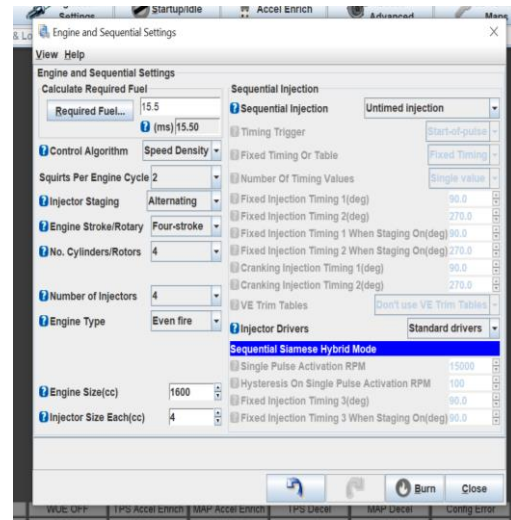 Settings
Startup/Idle
Accel Enrich
Advanced
Maps
Engine and Sequential Settings
View Help
Engine and Sequential Settings
Calculate Required Fuel
Required Fuel...
15.5
(ms) 15.50
Control Algorithm Speed Density
Squirts Per Engine Cycle 2
Injector Staging Alternating
Engine Stroke/Rotary Four-stroke
No. Cylinders/Rotors 4
Number of Injectors 4
Engine Type Even fire
Engine Size(cc) 1600
Injector Size Each(cc) 4
Sequential Injection
Sequential Injection Untimed injection
Timing Trigger Start-of-pulse
Fixed Timing Or Table Fixed Timing
Number Of Timing Values Single value
Fixed Injection Timing 1(deg) 90.0
Fixed Injection Timing 2(deg) 270.0
Fixed Injection Timing 1 When Staging On(deg) 90.0
Fixed Injection Timing 2 When Staging On(deg) 270.0
Cranking Injection Timing 1(deg) 90.0
Cranking Injection Timing 2(deg) 270.0
VE Trim Tables Don't use VE Trim Tables
Injector Drivers Standard drivers
Sequential Siamese Hybrid Mode
Single Pulse Activation RPM 15000
Hysteresis On Single Pulse Activation RPM 100
Fixed Injection Timing 3(deg) 90.0
Fixed Injection Timing 3 When Staging On(deg) 90.0
Burn
Close
WUE OFF TPS Accel Enrich MAP Accel Enrich TPS Decel MAP Decel Config Error